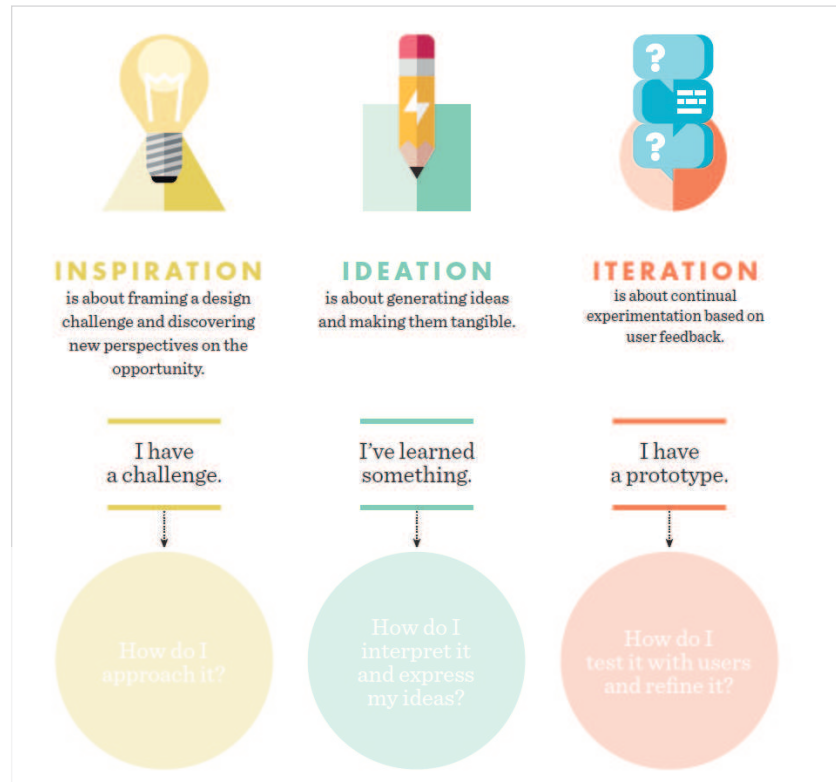 INSPIRATION
is about framing a design
challenge and discovering
new perspectives on the
opportunity.
I have
a challenge.
How do I
approach it?
IDEATION
is about generating ideas
and making them tangible.
I've learned
something.
How do I
interpret it
and express
my ideas?
? 
?
ITERATION
is about continual
experimentation based on
user feedback.
I have
a prototype.
How do I
test it with users
and refine it?